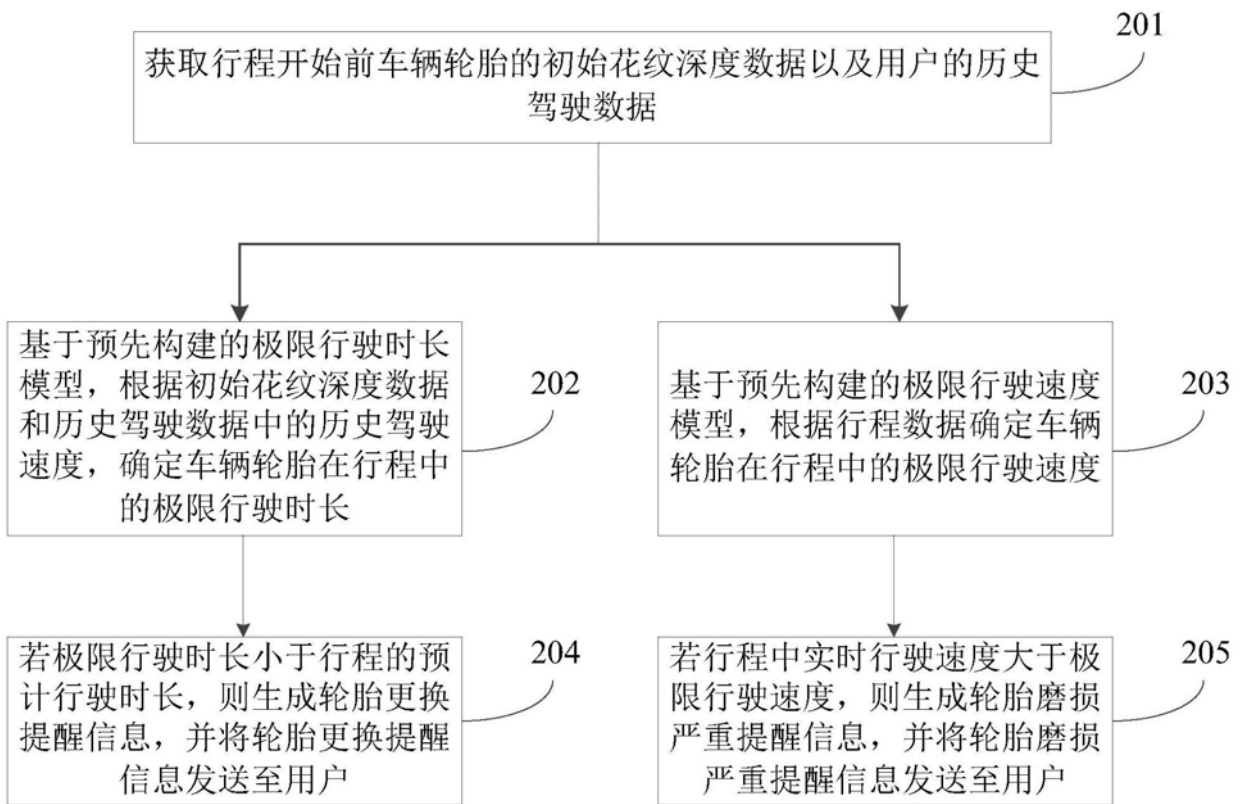 201
获取行程开始前车辆轮胎的初始花纹深度数据以及用户的历史
驾驶数据
基于预先构建的极限行驶时长
模型，根据初始花纹深度数据
和历史驾驶数据中的历史驾驶
速度，确定车辆轮胎在行程中
的极限行驶时长
202
基于预先构建的极限行驶速度
模型，根据行程数据确定车辆
轮胎在行程中的极限行驶速度
203
若极限行驶时长小于行程的预
计行驶时长，则生成轮胎更换
提醒信息，并将轮胎更换提醒
信息发送至用户
204
若行程中实时行驶速度大于极
限行驶速度，则生成轮胎磨损
严重提醒信息，并将轮胎磨损
严重提醒信息发送至用户
205